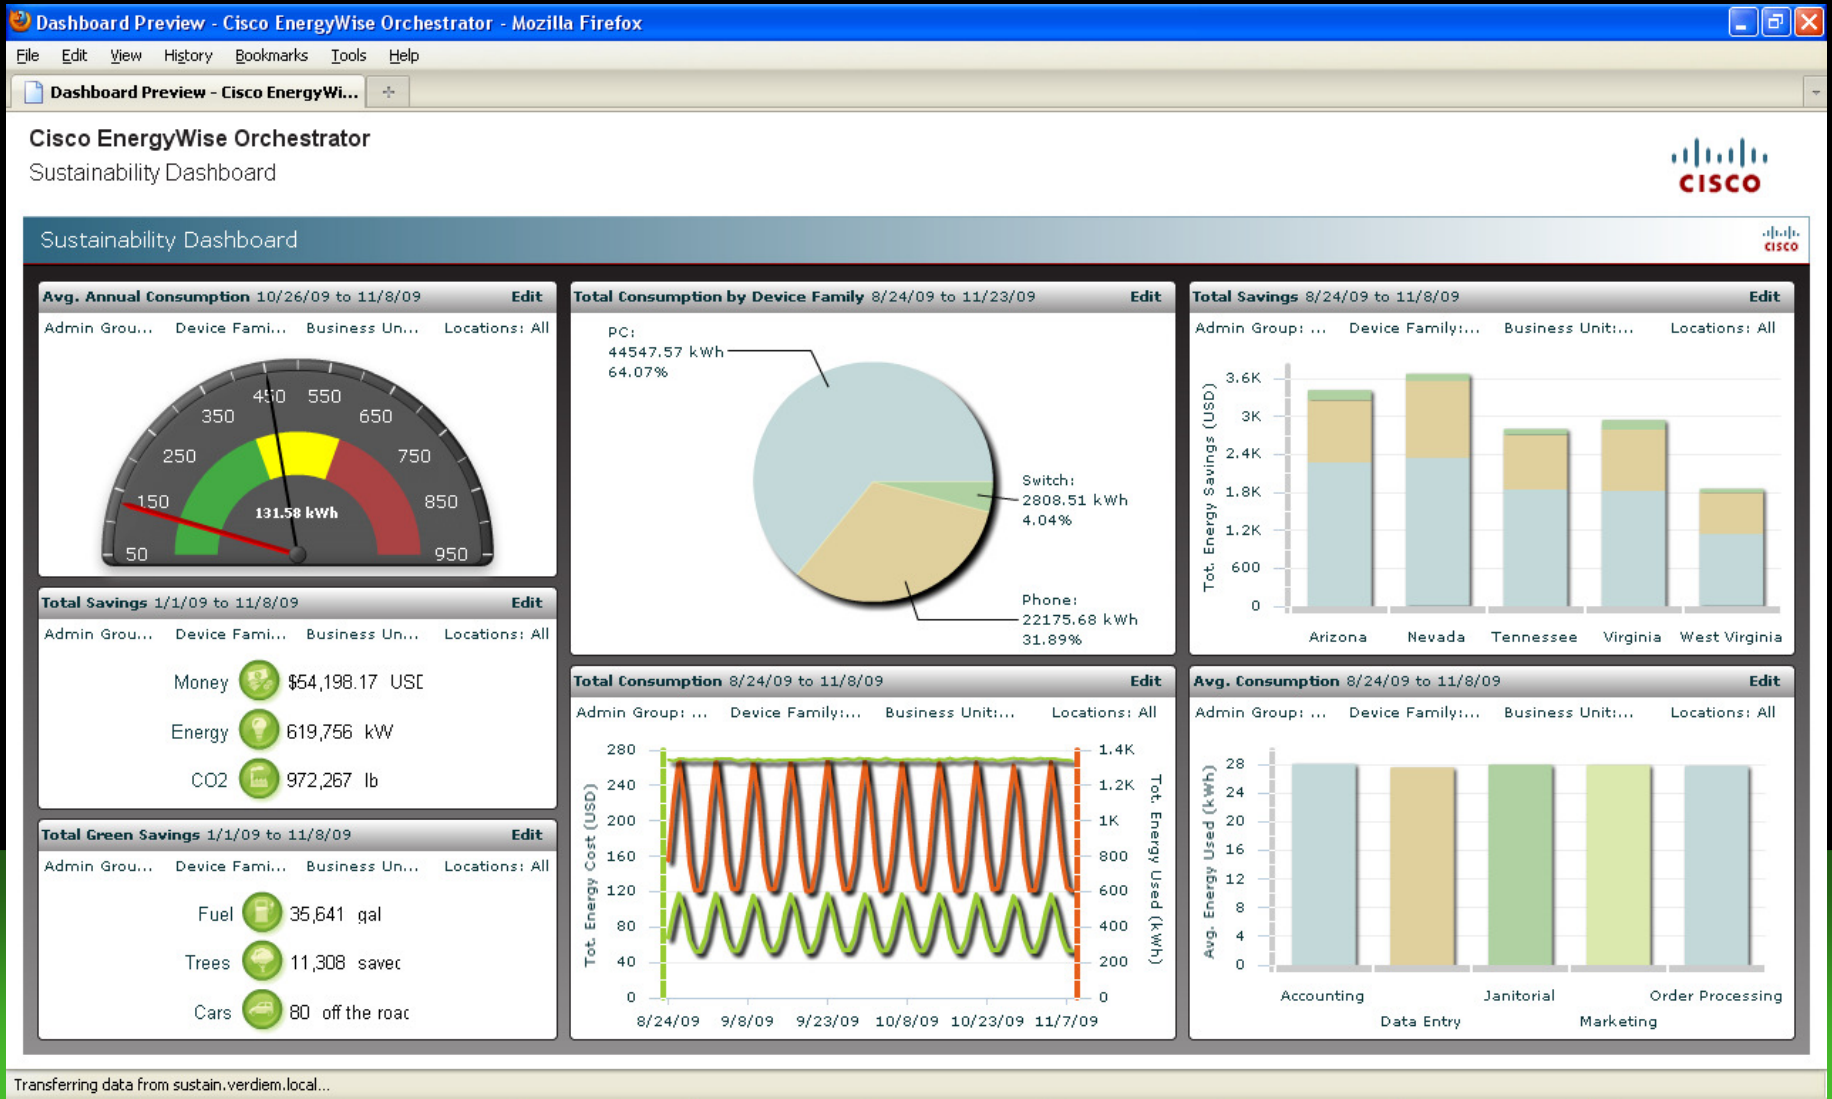 Dashboard Preview - Cisco EnergyWise Orchestrator - Mozilla Firefox
File Edit View History Bookmarks Tools Help
Dashboard Preview - Cisco EnergyWi...
Cisco EnergyWise Orchestrator
Sustainability Dashboard
CISCO
Sustainability Dashboard
CISCO
Avg. Annual Consumption 10/26/09 to 11/8/09 Edit
Admin Grou... Device Fami... Business Un... Locations: All
50 150 250 350 450 550 650 750 850 950
131.58 kWh
Total Savings 1/1/09 to 11/8/09 Edit
Admin Grou... Device Fami... Business Un... Locations: All
Money $54,198.17 USD
Energy 619,756 kW
CO2 972,267 lb
Total Green Savings 1/1/09 to 11/8/09 Edit
Admin Grou... Device Fami... Business Un... Locations: All
Fuel 35,641 gal
Trees 11,308 saved
Cars 80 off the road
Total Consumption by Device Family 8/24/09 to 11/23/09 Edit
PC:
44547.57 kWh
64.07%
Switch:
2808.51 kWh
4.04%
Phone:
22175.68 kWh
31.89%
Total Consumption 8/24/09 to 11/8/09 Edit
Admin Group: ... Device Family:... Business Unit:... Locations: All
Tot. Energy Cost (USD)
280
240
200
160
120
80
40
0
1.4K
1.2K
1K
800
600
400
200
0
Tot. Energy Used (kWh)
8/24/09 9/8/09 9/23/09 10/8/09 10/23/09 11/7/09
Total Savings 8/24/09 to 11/8/09 Edit
Admin Group: ... Device Family:... Business Unit:... Locations: All
Tot. Energy Savings (USD)
3.6K
3K
2.4K
1.8K
1.2K
600
0
Arizona Nevada Tennessee Virginia West Virginia
Avg. Consumption 8/24/09 to 11/8/09 Edit
Admin Group: ... Device Family:... Business Unit:... Locations: All
Avg. Energy Used (kWh)
28
24
20
16
12
8
4
0
Accounting Janitorial Order Processing
Data Entry Marketing
Transferring data from sustain.verdiem.local...